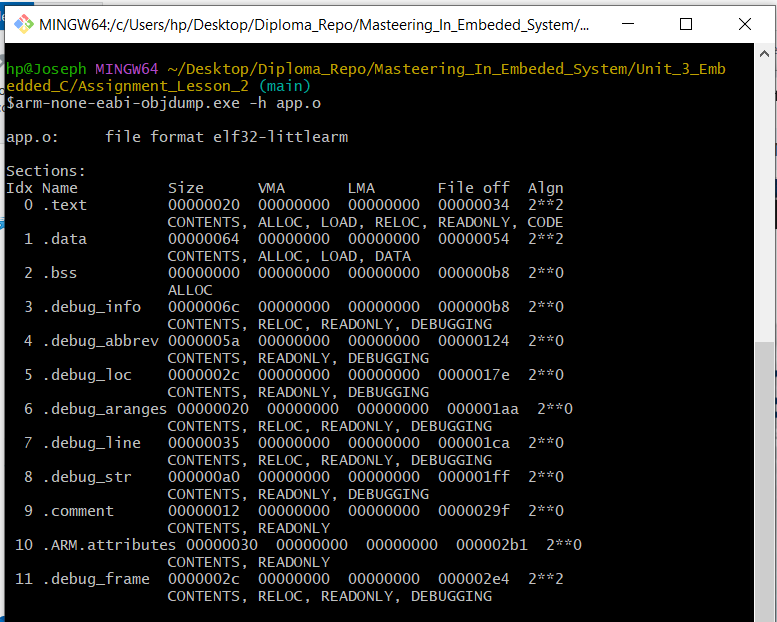 MINGW64:/c/Users/hp/Desktop/Diploma_Repo/Masteering_In_Embeded_System/...
hp@Joseph MINGW64 ~/Desktop/Diploma_Repo/Masteering_In_Embeded_System/Unit_3_Emb
edded_C/Assignment_Lesson_2 (main)
$arm-none-eabi-objdump.exe -h app.o
app.o:     file format elf32-littlearm
Sections:
Idx Name          Size      VMA       LMA       File off  Algn
  0 .text         00000020  00000000  00000000  00000034  2**2
                  CONTENTS, ALLOC, LOAD, RELOC, READONLY, CODE
  1 .data         00000064  00000000  00000000  00000054  2**2
                  CONTENTS, ALLOC, LOAD, DATA
  2 .bss          00000000  00000000  00000000  000000b8  2**0
                  ALLOC
  3 .debug_info   0000006c  00000000  00000000  000000b8  2**0
                  CONTENTS, RELOC, READONLY, DEBUGGING
  4 .debug_abbrev 0000005a  00000000  00000000  00000124  2**0
                  CONTENTS, READONLY, DEBUGGING
  5 .debug_loc    0000002c  00000000  00000000  0000017e  2**0
                  CONTENTS, READONLY, DEBUGGING
  6 .debug_aranges 00000020  00000000  00000000  000001aa  2**0
                  CONTENTS, RELOC, READONLY, DEBUGGING
  7 .debug_line   00000035  00000000  00000000  000001ca  2**0
                  CONTENTS, RELOC, READONLY, DEBUGGING
  8 .debug_str    000000a0  00000000  00000000  000001ff  2**0
                  CONTENTS, READONLY, DEBUGGING
  9 .comment      00000012  00000000  00000000  0000029f  2**0
                  CONTENTS, READONLY
 10 .ARM.attributes 00000030  00000000  00000000  000002b1  2**0
                  CONTENTS, READONLY
 11 .debug_frame  0000002c  00000000  00000000  000002e4  2**2
                  CONTENTS, RELOC, READONLY, DEBUGGING